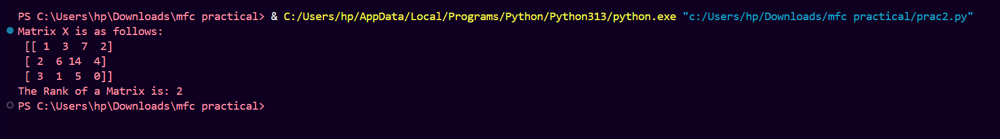 PS C:\Users\hp\Downloads\mfc practical> & C:/Users/hp/AppData/Local/Programs/Python/Python313/python.exe "c:/Users/hp/Downloads/mfc practical/prac2.py"
Matrix X is as follows:
 [[ 1  3  7  2]
 [ 2  6 14  4]
 [ 3  1  5  0]]
The Rank of a Matrix is: 2
PS C:\Users\hp\Downloads\mfc practical>